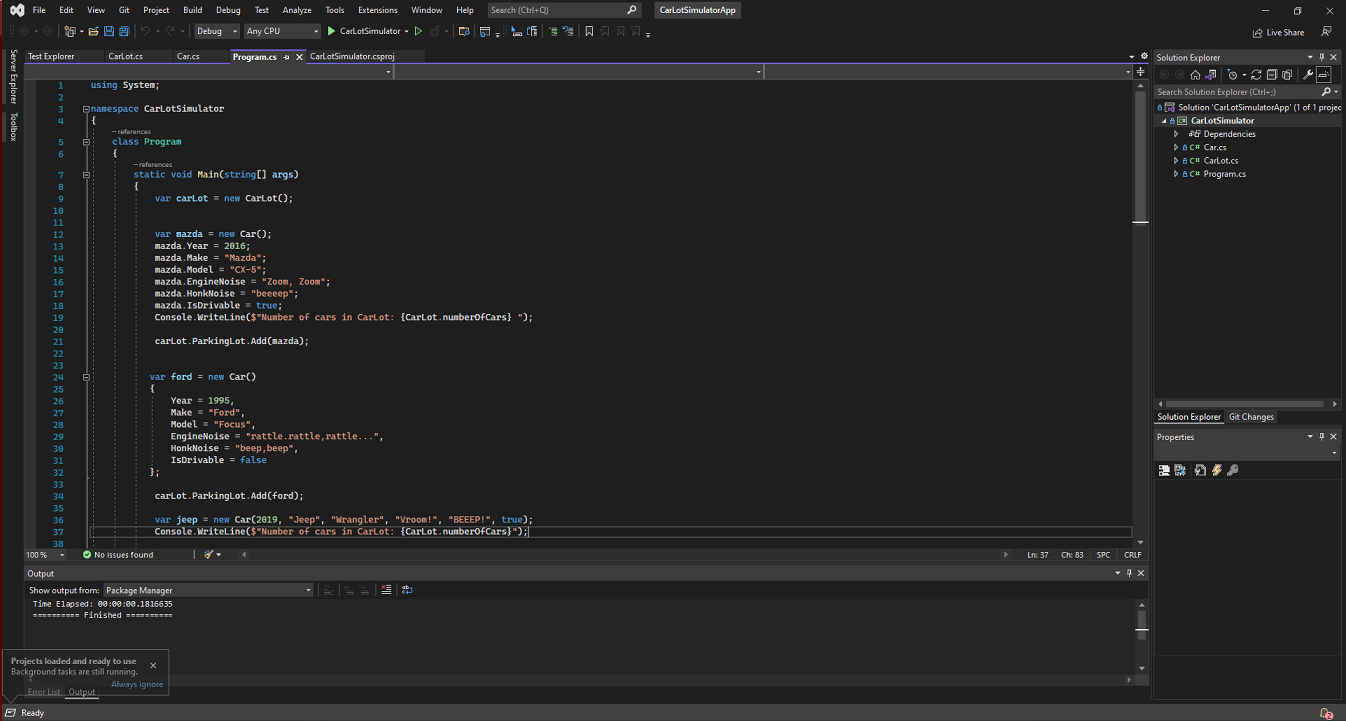 File Edit View Git Project Build Debug Test Analyze Tools Extensions Window Help Search (Ctrl+Q) CarLotSimulatorApp
Debug Any CPU CarLotSimulator Live Share
Server Explorer
Toolbox
Test Explorer CarLot.cs Car.cs Program.cs CarLotSimulator.csproj
1 using System;
2
3 namespace CarLotSimulator
4 {
– references
5 class Program
6 {
– references
7 static void Main(string[] args)
8 {
9 var carLot = new CarLot();
10
11
12 var mazda = new Car();
13 mazda.Year = 2016;
14 mazda.Make = "Mazda";
15 mazda.Model = "CX-5";
16 mazda.EngineNoise = "Zoom, Zoom";
17 mazda.HonkNoise = "beeeep";
18 mazda.IsDrivable = true;
19 Console.WriteLine($"Number of cars in CarLot: {CarLot.numberOfCars} ");
20
21 carLot.ParkingLot.Add(mazda);
22
23
24 var ford = new Car()
25 {
26 Year = 1995,
27 Make = "Ford",
28 Model = "Focus",
29 EngineNoise = "rattle.rattle,rattle...",
30 HonkNoise = "beep,beep",
31 IsDrivable = false
32 };
33
34 carLot.ParkingLot.Add(ford);
35
36 var jeep = new Car(2019, "Jeep", "Wrangler", "Vroom!", "BEEEP!", true);
37 Console.WriteLine($"Number of cars in CarLot: {CarLot.numberOfCars}");
38
100 % No issues found Ln: 37 Ch: 83 SPC CRLF
Output
Show output from: Package Manager
Time Elapsed: 00:00:00.1816635
========== Finished ==========
Projects loaded and ready to use
Background tasks are still running.
Always ignore
Error List Output
Ready
2
Solution Explorer
Search Solution Explorer (Ctrl+;)
Solution 'CarLotSimulatorApp' (1 of 1 projec
CarLotSimulator
Dependencies
C# Car.cs
C# CarLot.cs
C# Program.cs
Solution Explorer Git Changes
Properties